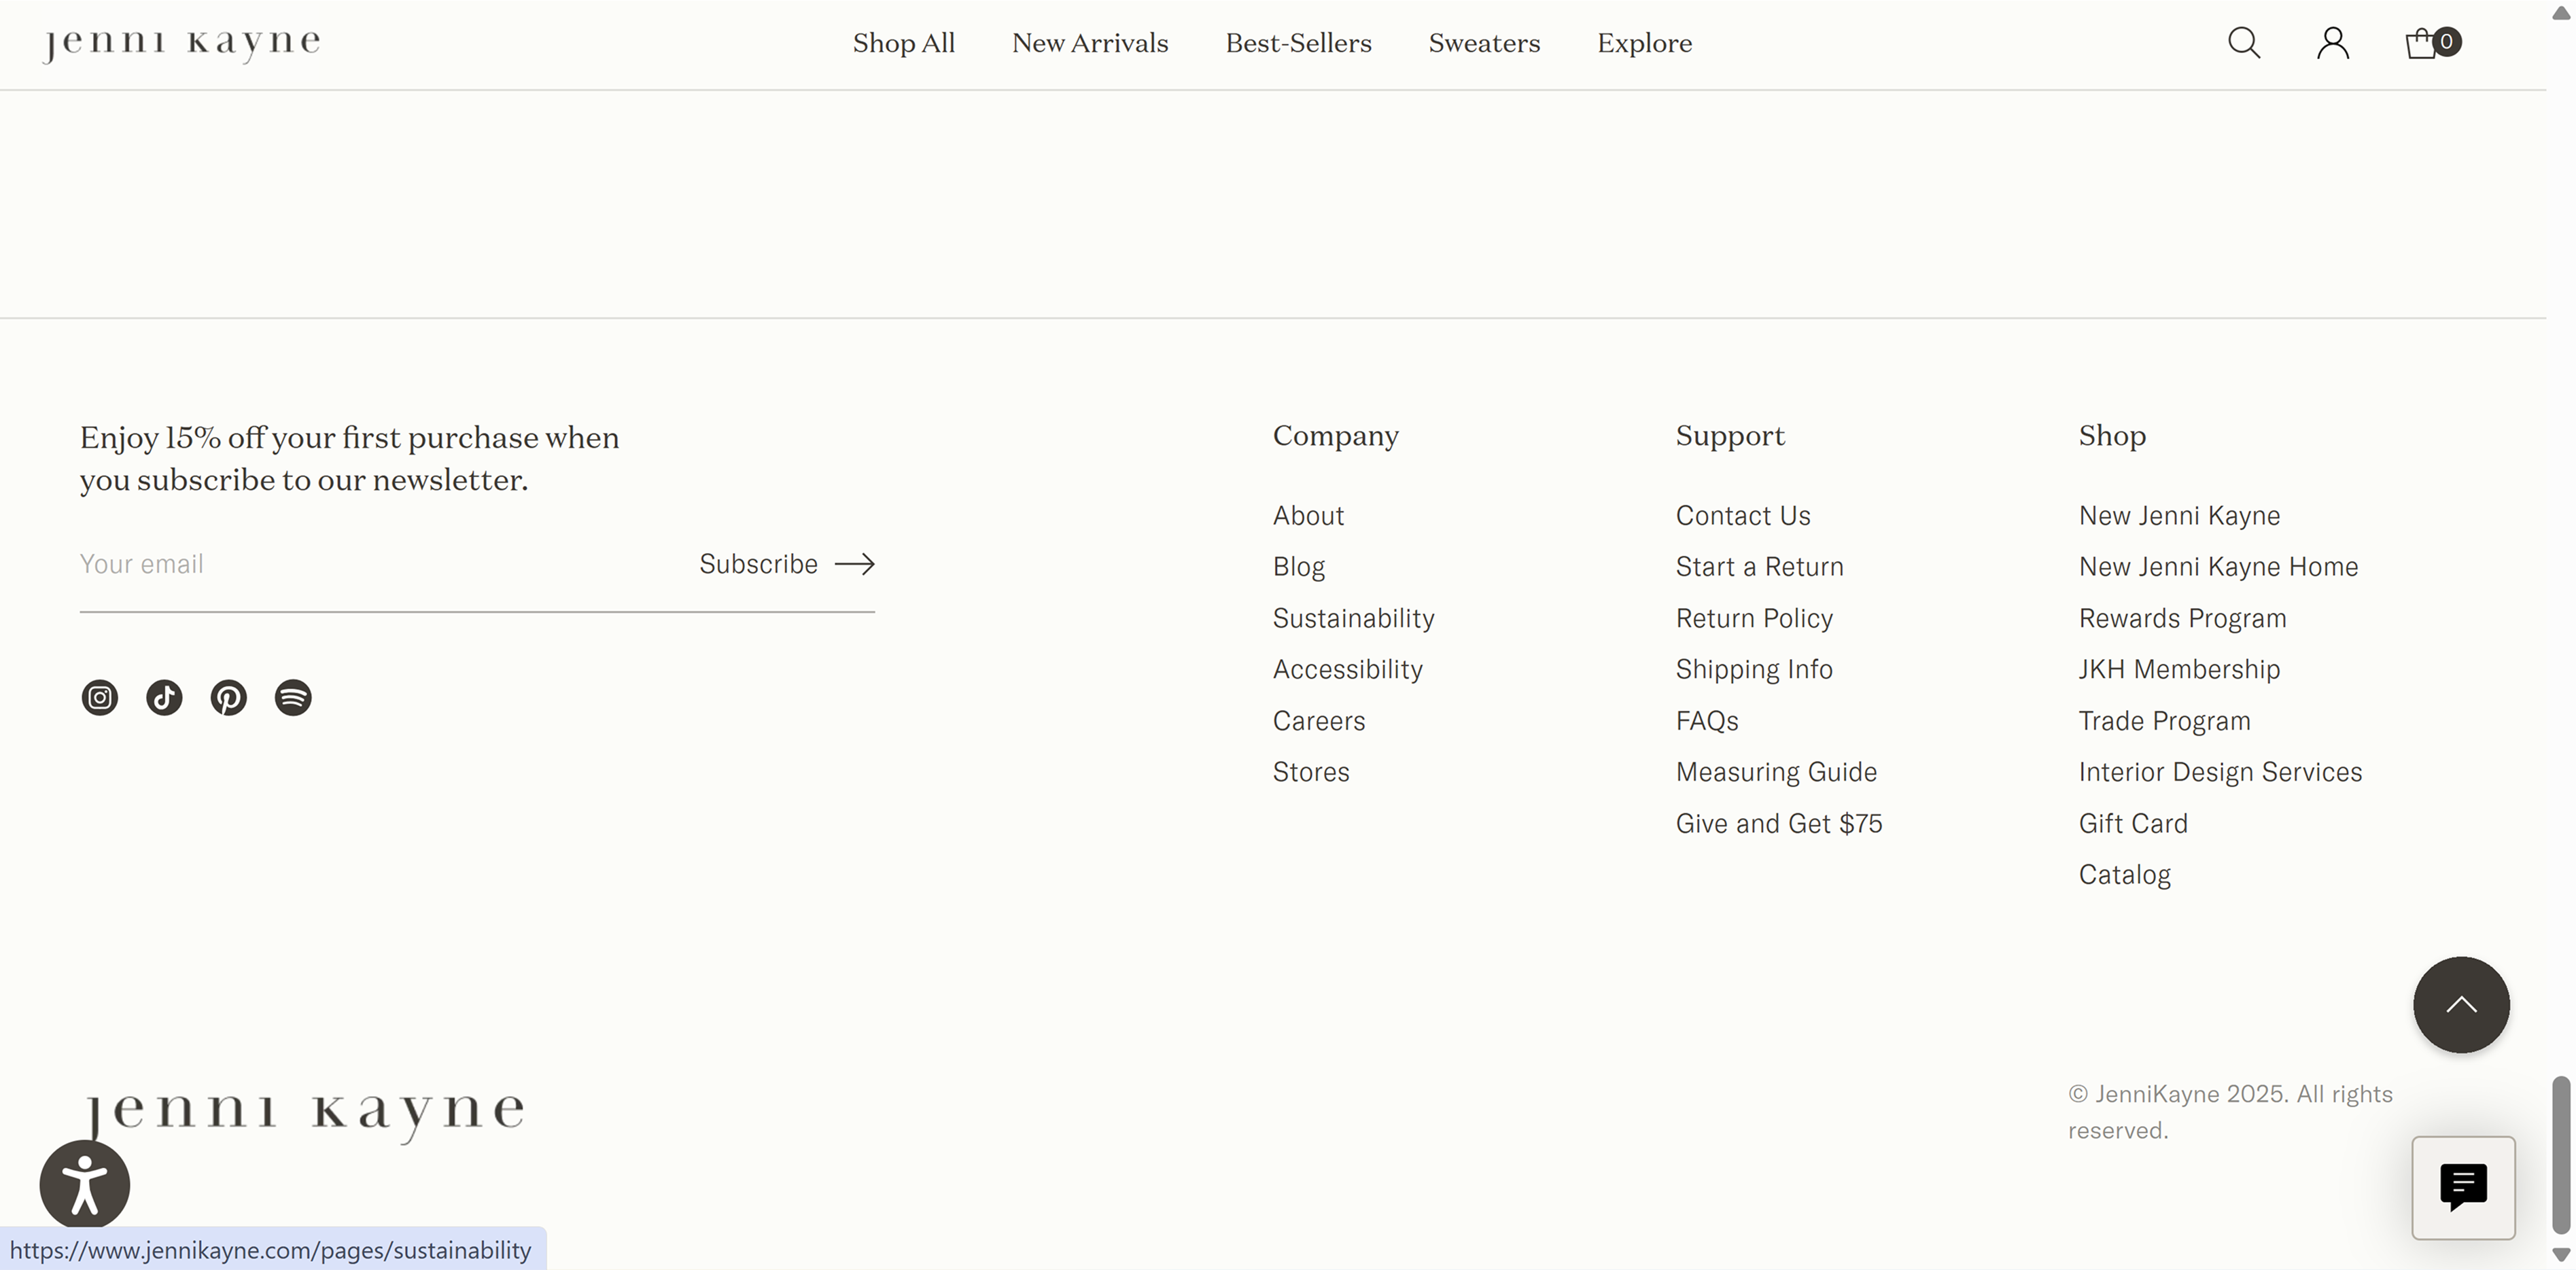 jenni kayne
Shop All
New Arrivals
Best-Sellers
Sweaters
Explore
0
Enjoy 15% off your first purchase when
you subscribe to our newsletter.
Your email
Subscribe
Company
About
Blog
Sustainability
Accessibility
Careers
Stores
Support
Contact Us
Start a Return
Return Policy
Shipping Info
FAQs
Measuring Guide
Give and Get $75
Shop
New Jenni Kayne
New Jenni Kayne Home
Rewards Program
JKH Membership
Trade Program
Interior Design Services
Gift Card
Catalog
jenni kayne
© JenniKayne 2025. All rights
reserved.
https://www.jennikayne.com/pages/sustainability